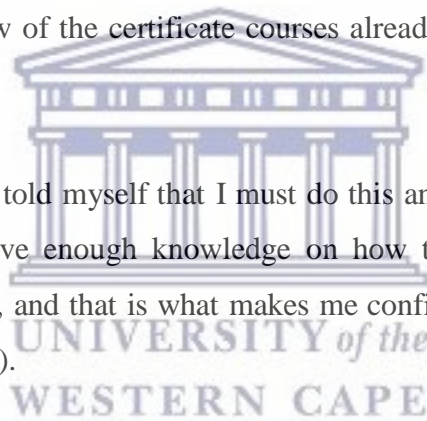 w of the certificate courses already
told myself that I must do this an
ve enough knowledge on how t
, and that is what makes me confi
UNIVERSITY of the
).
WESTERN CAPE